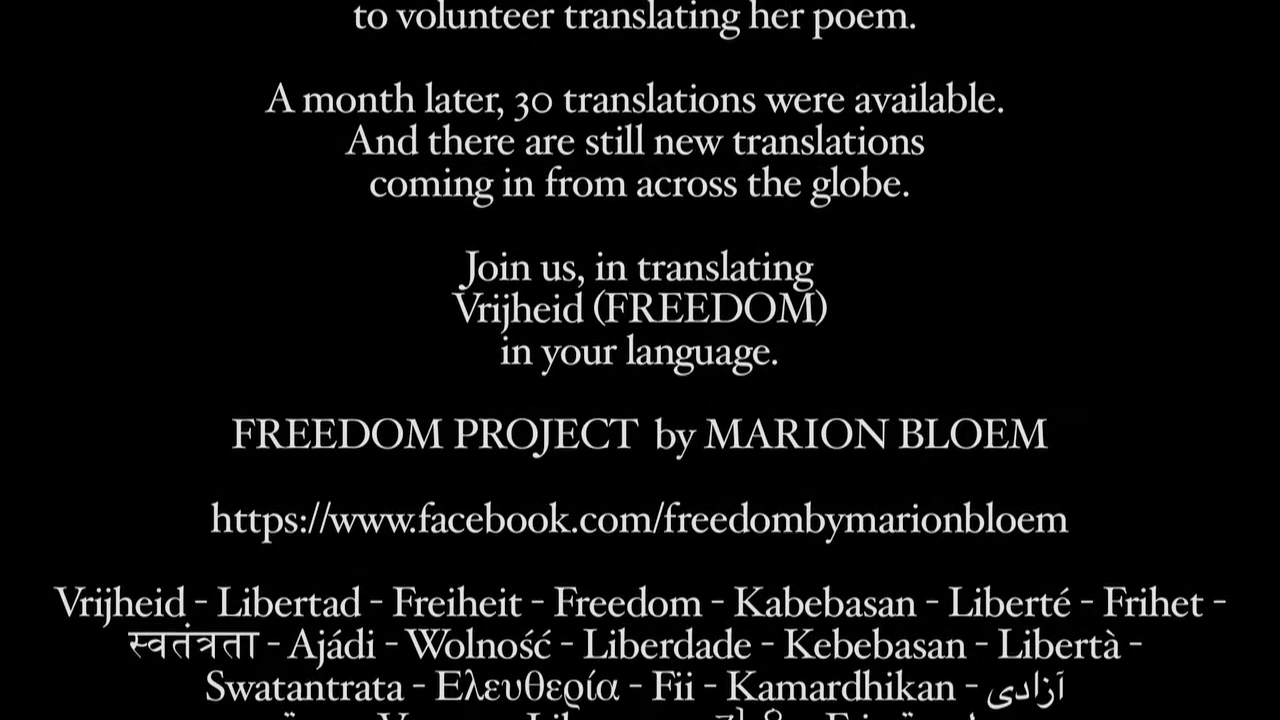 to volunteer translating her poem.
A month later, 30 translations were available.
And there are still new translations
coming in from across the globe.
Join us, in translating
Vrijheid (FREEDOM)
in your language.
FREEDOM PROJECT by MARION BLOEM
https://www.facebook.com/freedombymarionbloem
Vrijheid - Libertad - Freiheit - Freedom - Kabebasan - Liberté - Frihet -
स्वतंत्रता - Ajádi - Wolność - Liberdade - Kebebasan - Libertà -
Swatantrata - Ελευθερία - Fii - Kamardhikan - آزادی